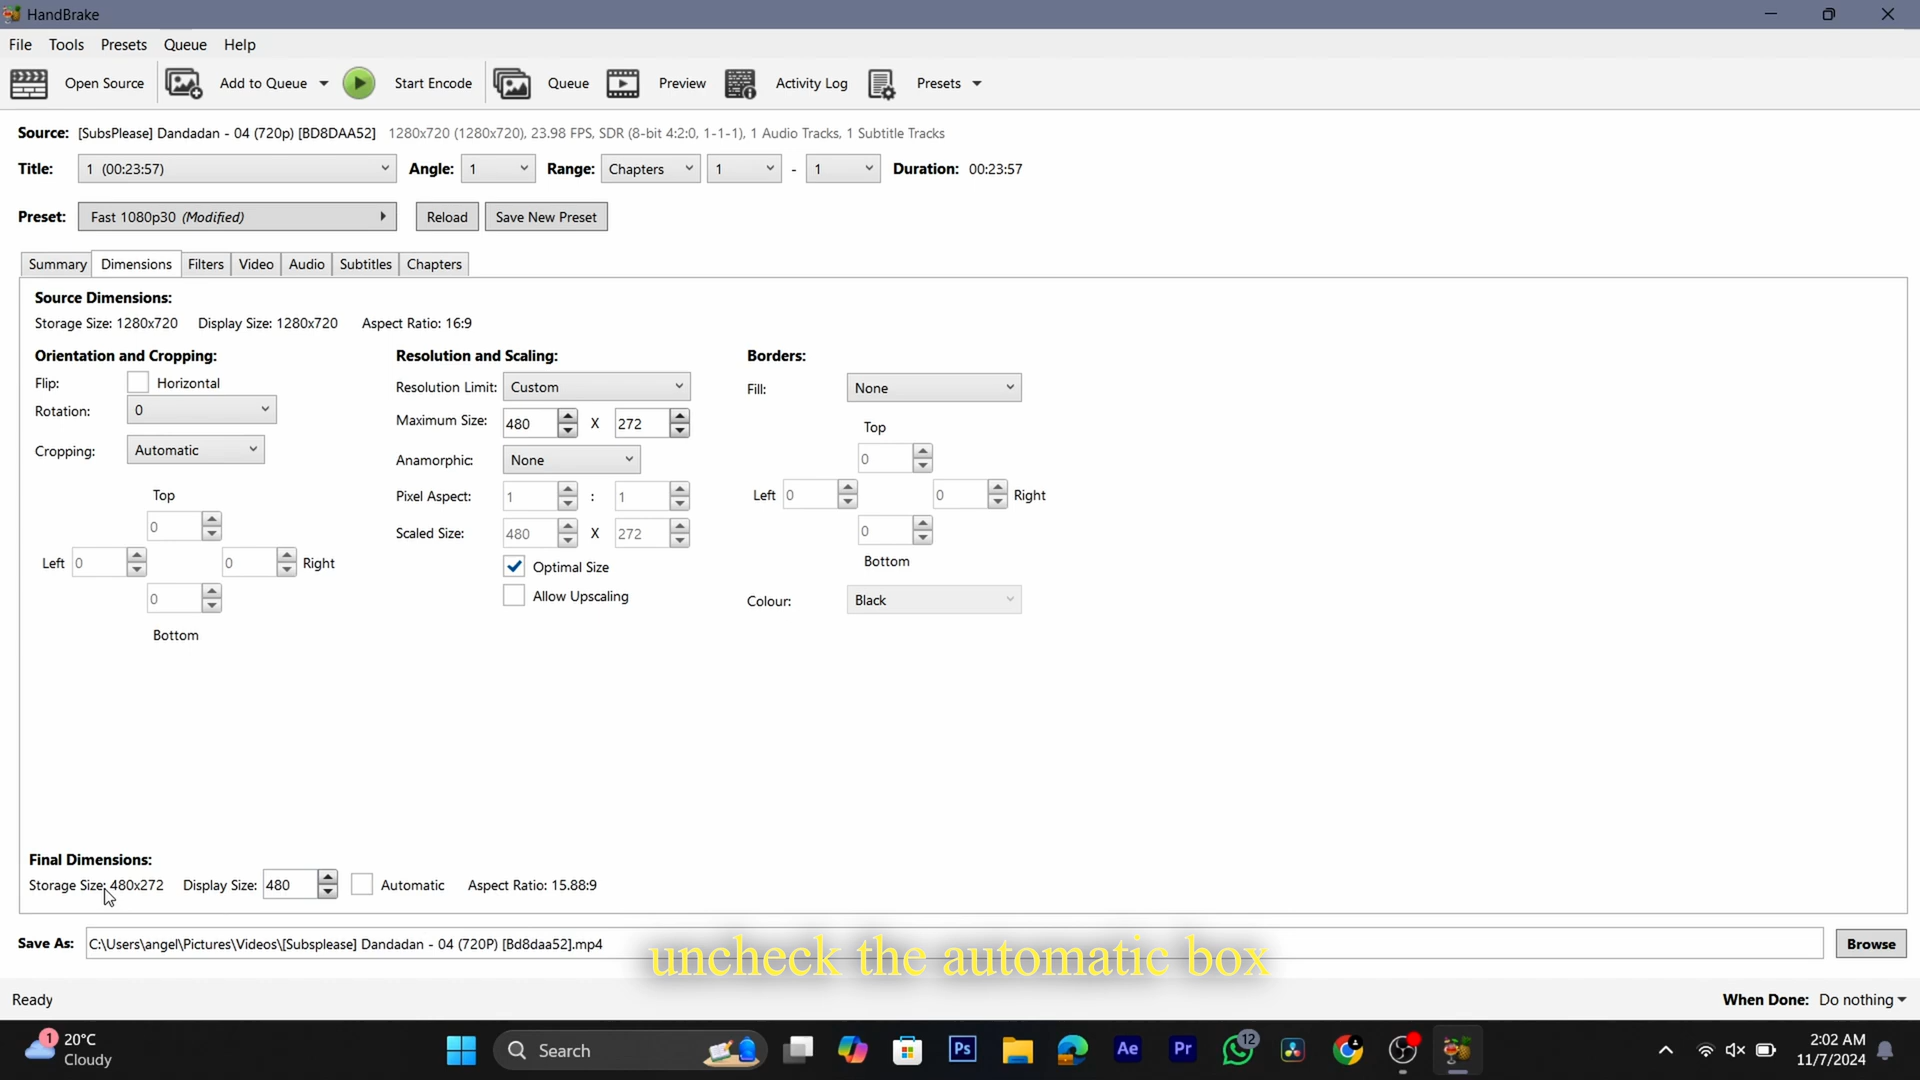 HandBrake
File Tools Presets Queue Help
Open Source Add to Queue Start Encode Queue Preview Activity Log Presets
Source: [SubsPlease] Dandadan - 04 (720p) [BD8DAA52] 1280x720 (1280x720), 23.98 FPS, SDR (8-bit 4:2:0, 1-1-1), 1 Audio Tracks, 1 Subtitle Tracks
Title: 1 (00:23:57) Angle: 1 Range: Chapters 1 - 1 Duration: 00:23:57
Preset: Fast 1080p30 (Modified) Reload Save New Preset
Summary Dimensions Filters Video Audio Subtitles Chapters
Source Dimensions:
Storage Size: 1280x720 Display Size: 1280x720 Aspect Ratio: 16:9
Orientation and Cropping: Resolution and Scaling: Borders:
Flip: Horizontal Resolution Limit: Custom Fill: None
Rotation: 0 Maximum Size: 480 X 272 Top
Cropping: Automatic Anamorphic: None 0
Top Pixel Aspect: 1 : 1 Left 0 0 Right
0 Scaled Size: 480 X 272 0
Left 0 0 Right Optimal Size Bottom
0 Allow Upscaling Colour: Black
Bottom
Final Dimensions:
Storage Size: 480x272 Display Size: 480 Automatic Aspect Ratio: 15.88:9
Save As: C:\Users\angel\Pictures\Videos\[Subsplease] Dandadan - 04 (720P) [Bd8daa52].mp4 Browse
uncheck the automatic box
Ready When Done: Do nothing
1 20°C Search Ps Ae Pr 12 2:02 AM
Cloudy 11/7/2024